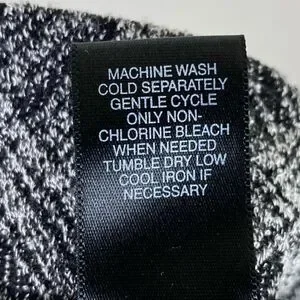 MACHINE WASH
COLD SEPARATELY
GENTLE CYCLE
ONLY NON-
CHLORINE BLEACH
WHEN NEEDED
TUMBLE DRY LOW
COOL IRON IF
NECESSARY